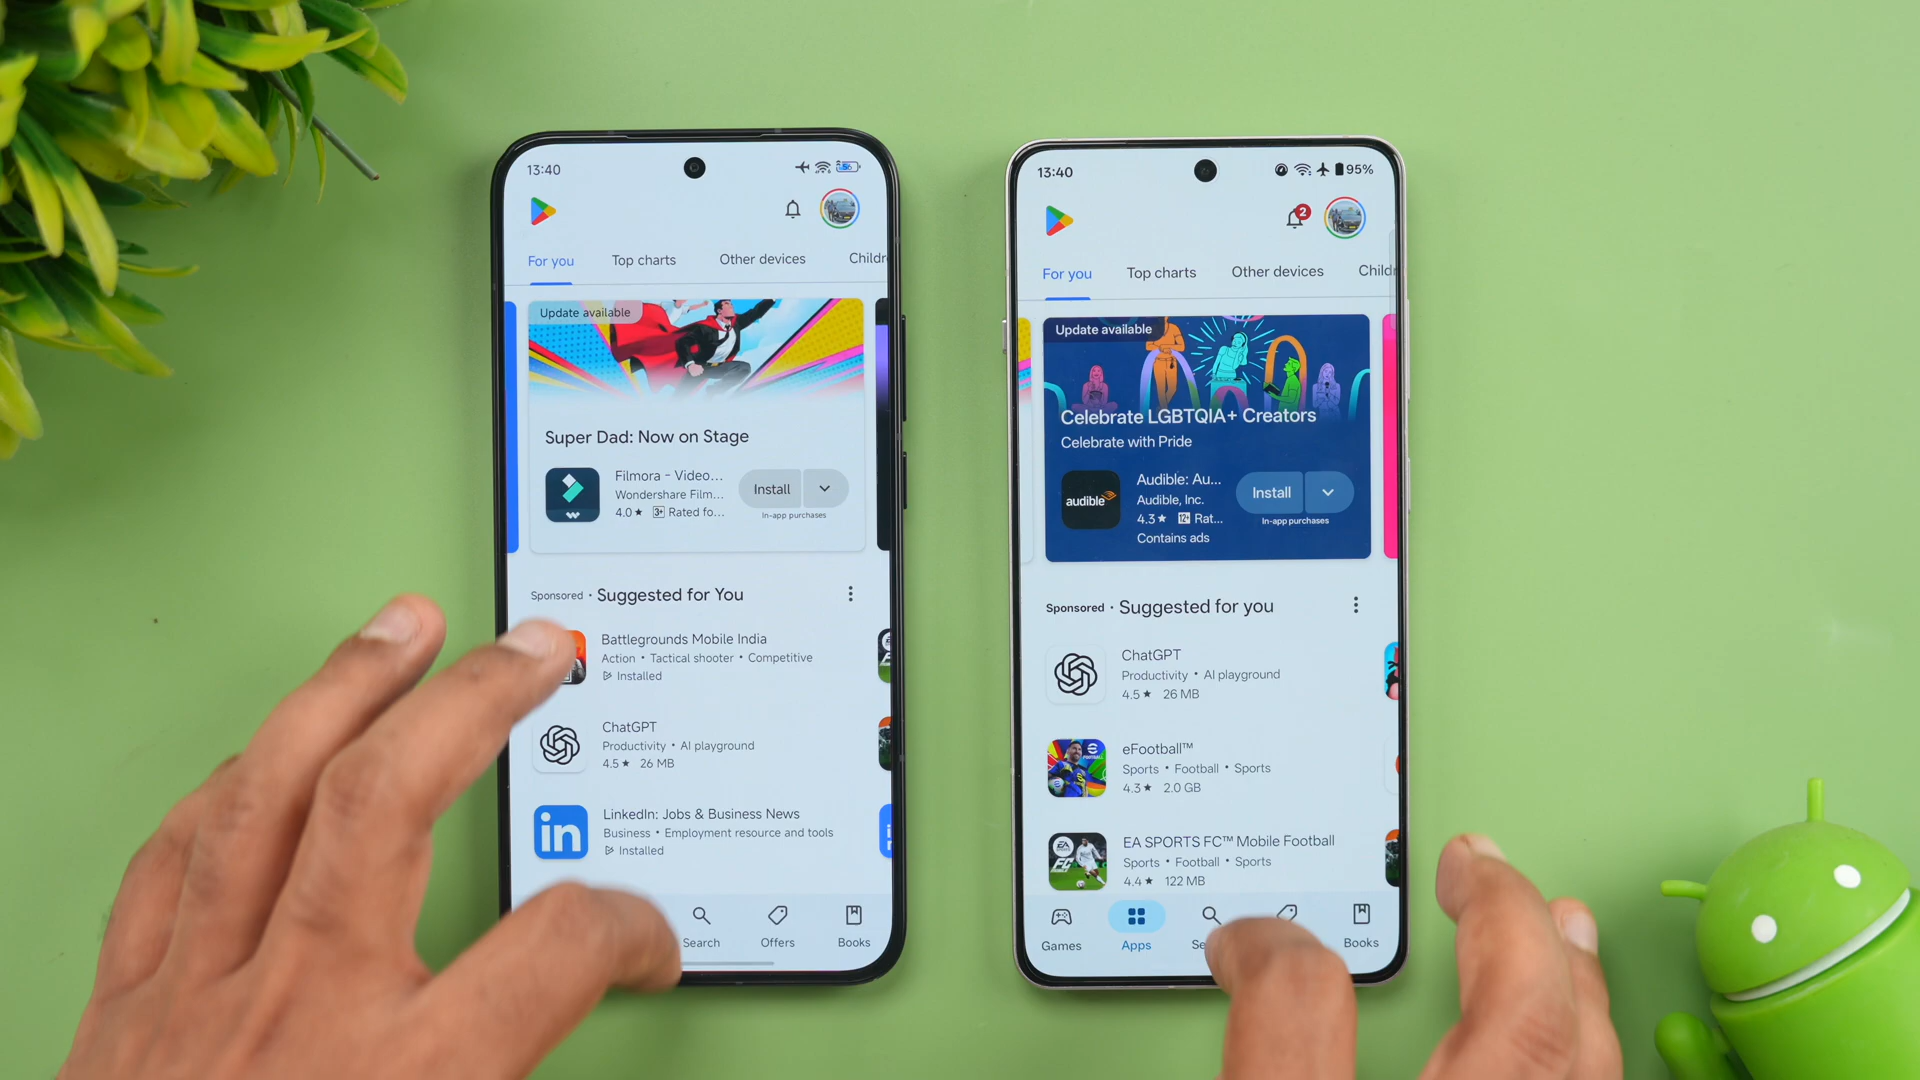 13:40
For you
Top charts
Other devices
Update available
Super Dad: Now on Stage
Filmora - Video...
Wondershare Film...
4.0★ 3+ Rated fo...
Install
In-app purchases
Sponsored • Suggested for You
Battlegrounds Mobile India
Action • Tactical shooter • Competitive
Installed
ChatGPT
Productivity • AI playground
4.5★ 26 MB
in
LinkedIn: Jobs & Business News
Business • Employment resource and tools
Installed
Search
Offers
Books
13:40
95%
2
For you
Top charts
Other devices
Update available
Celebrate LGBTQIA+ Creators
Celebrate with Pride
audible
Audible: Au...
Audible, Inc.
4.3★ 12+ Rat...
Contains ads
Install
In-app purchases
Sponsored • Suggested for you
ChatGPT
Productivity • AI playground
4.5★ 26 MB
eFootball™
Sports • Football • Sports
4.3★ 2.0 GB
EA SPORTS FC™ Mobile Football
Sports • Football • Sports
4.4★ 122 MB
Games
Apps
Books